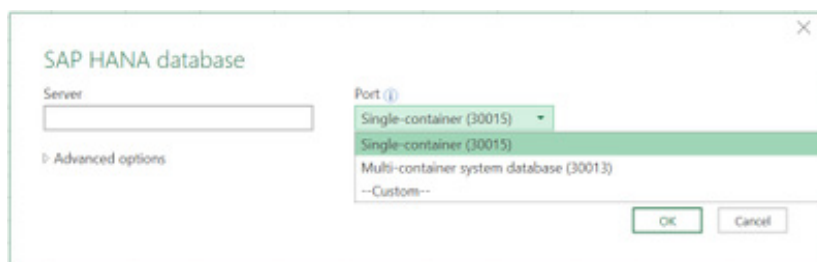 SAP HANA database
Server
Port
Single-container (30015)
Single-container (30015)
Advanced options
Multi-container system database (30013)
--Custom--
OK
Cancel